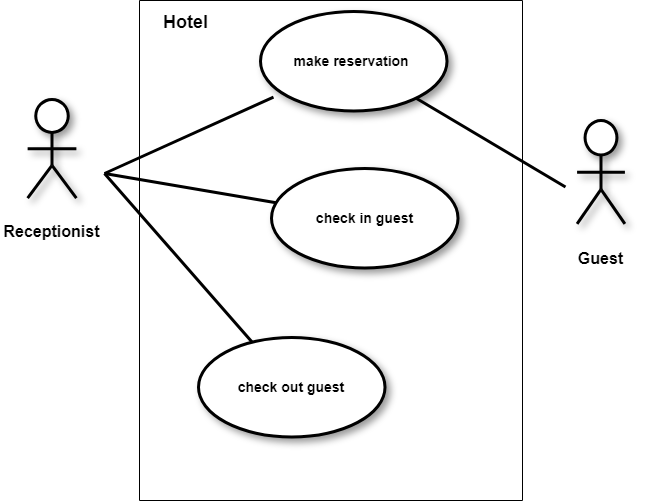 Hotel
make reservation
Receptionist
check in guest
Guest
check out guest